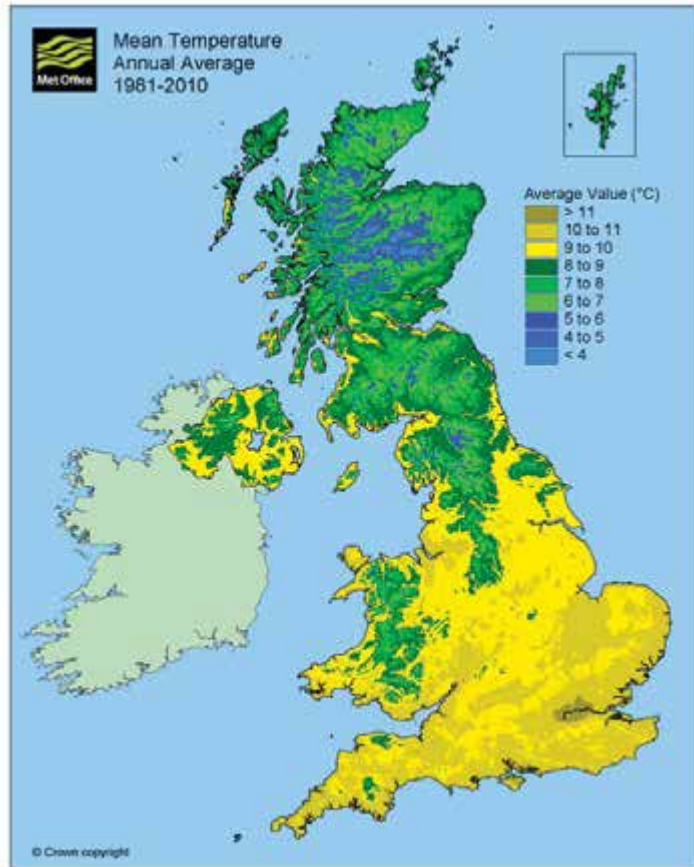 Met Office
Mean Temperature
Annual Average
1981-2010
Average Value (°C)
> 11
10 to 11
9 to 10
8 to 9
7 to 8
6 to 7
5 to 6
4 to 5
< 4
© Crown copyright